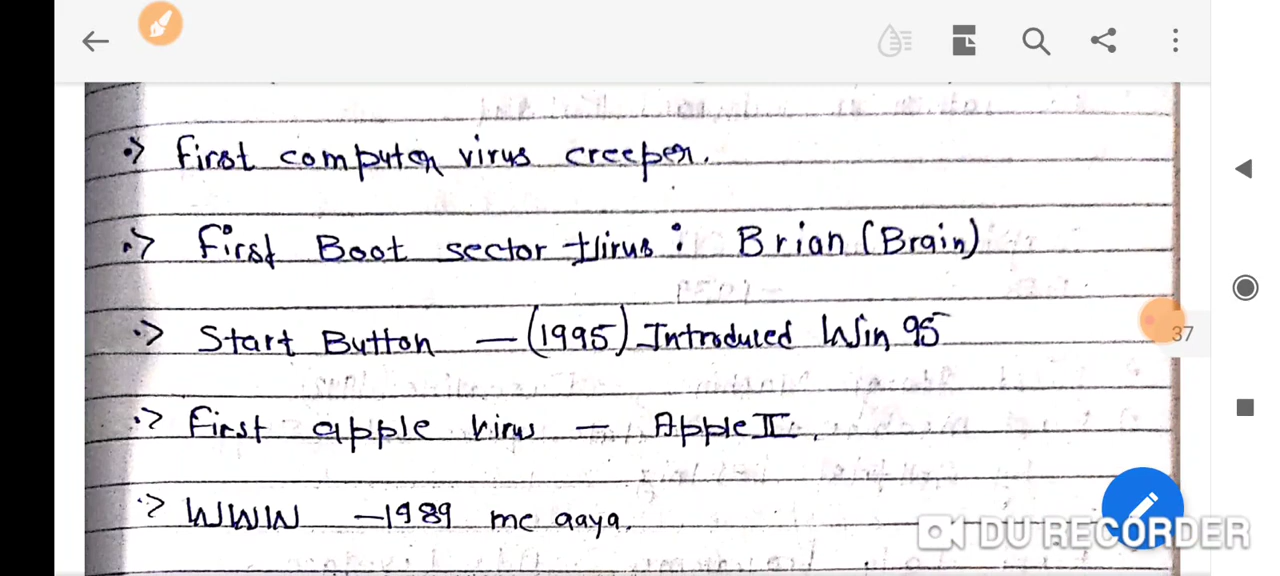 First computer virus creeper.
First Boot sector virus: Brian (Brain)
37
Start Button — (1995) Introduced Win 95
First apple virus — Apple II.
WWW — 1989 me aaya.
DU RECORDER